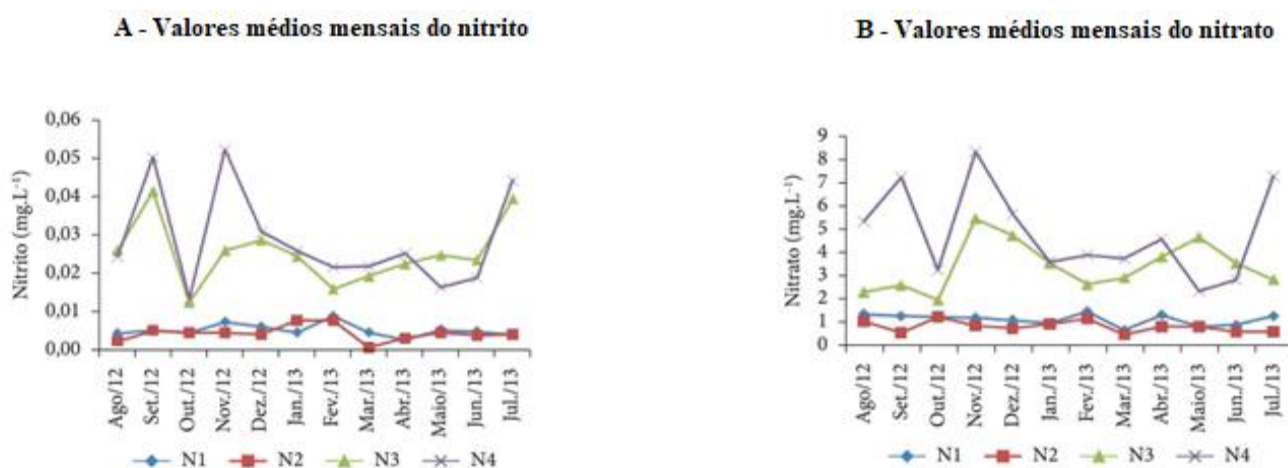 A - Valores médios mensais do nitrito
Nitrito (mg.L⁻¹)
0,06
0,05
0,04
0,03
0,02
0,01
0,00
Ago/12
Set./12
Out./12
Nov./12
Dez./12
Jan./13
Fev./13
Mar./13
Abr./13
Maio/13
Jun./13
Jul./13
N1 N2 N3 N4
B - Valores médios mensais do nitrato
Nitrato (mg.L⁻¹)
9
8
7
6
5
4
3
2
1
0
Ago/12
Set./12
Out./12
Nov./12
Dez./12
Jan./13
Fev./13
Mar./13
Abr./13
Maio/13
Jun./13
Jul./13
N1 N2 N3 N4